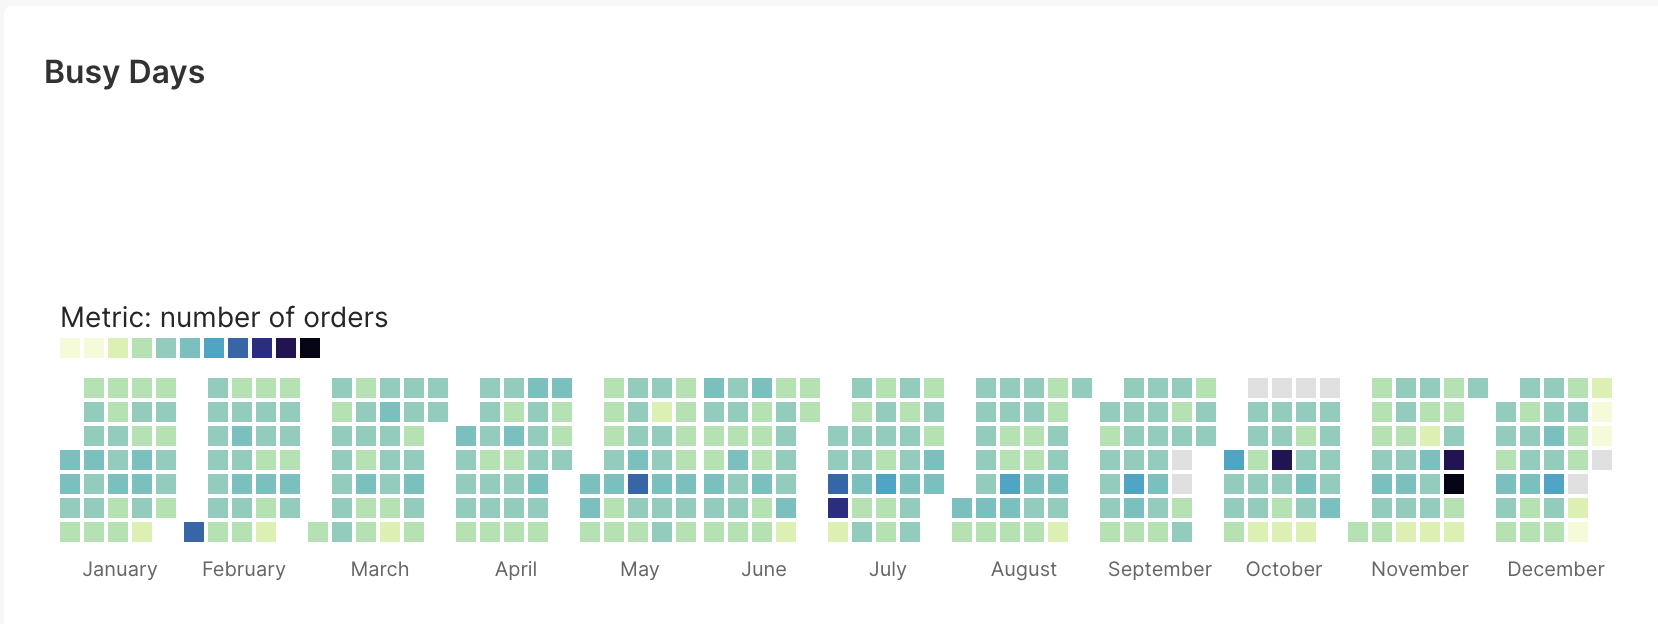 Busy Days
Metric: number of orders
January February March April May June July August September October November December